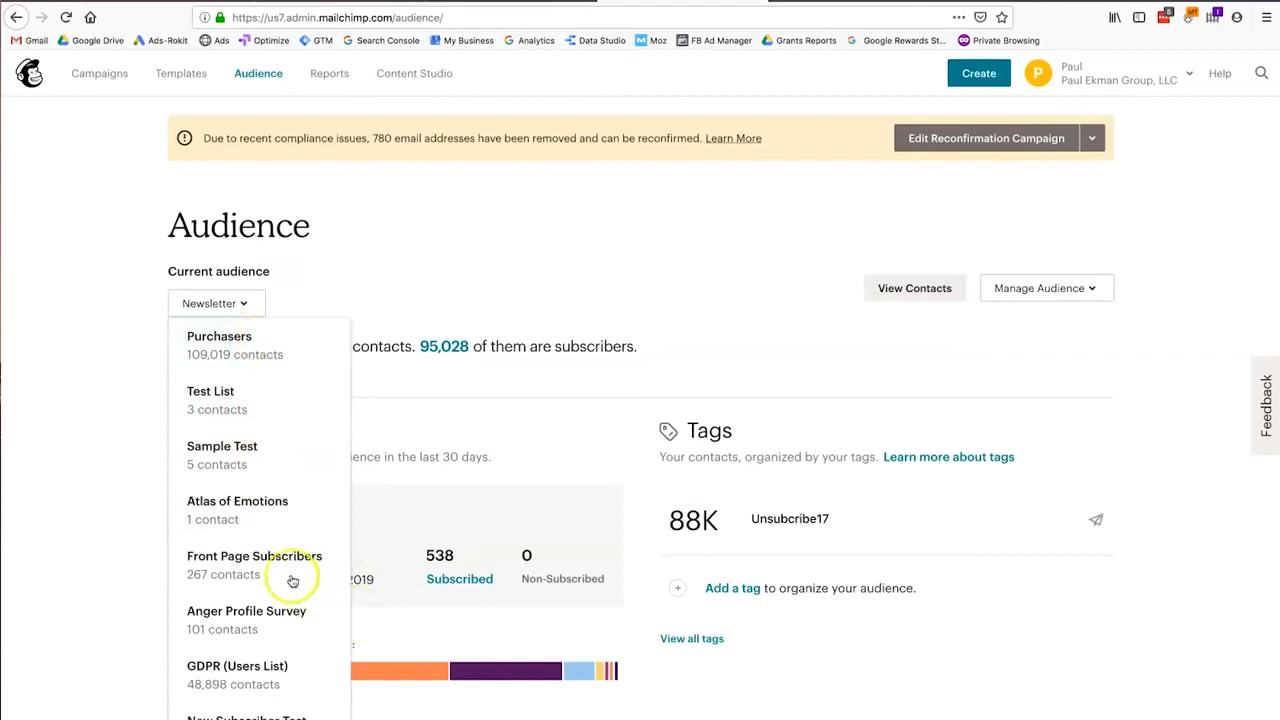 https://us7.admin.mailchimp.com/audience/
5
off
!
Gmail Google Drive Ads-Rokit Ads Optimize GTM Search Console My Business Analytics Data Studio Moz FB Ad Manager Grants Reports Google Rewards St... Private Browsing
Campaigns Templates Audience Reports Content Studio
Create
P
Paul
Paul Ekman Group, LLC
Help
Due to recent compliance issues, 780 email addresses have been removed and can be reconfirmed. Learn More
Edit Reconfirmation Campaign
Audience
Current audience
Newsletter
View Contacts
Manage Audience
Purchasers
109,019 contacts
contacts. 95,028 of them are subscribers.
Test List
3 contacts
Sample Test
5 contacts
ence in the last 30 days.
Atlas of Emotions
1 contact
Front Page Subscribers
267 contacts
2019
538
Subscribed
0
Non-Subscribed
Anger Profile Survey
101 contacts
GDPR (Users List)
48,898 contacts
New Subscriber Test
Tags
Your contacts, organized by your tags. Learn more about tags
88K
Unsubcribe17
Add a tag to organize your audience.
View all tags
Feedback